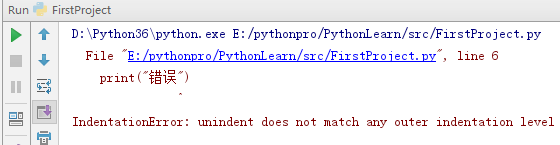 Run FirstProject
D:\Python36\python.exe E:/pythonpro/PythonLearn/src/FirstProject.py
File "E:/pythonpro/PythonLearn/src/FirstProject.py", line 6
print("错误")
^
IndentationError: unindent does not match any outer indentation level